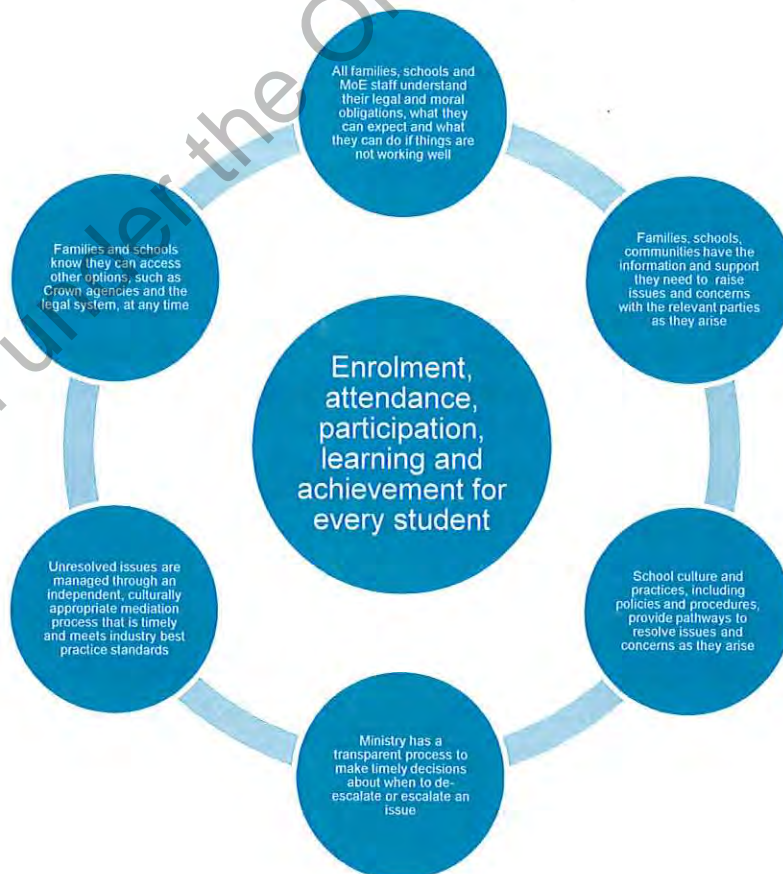 under the O
All families, schools and
MoE staff understand
their legal and moral
obligations, what they
can expect and what
they can do if things are
not working well
Families, schools,
communities have the
information and support
they need to raise
issues and concerns
with the relevant parties
as they arise
School culture and
practices, including
policies and procedures,
provide pathways to
resolve issues and
concerns as they arise
Ministry has a
transparent process to
make timely decisions
about when to de-
escalate or escalate an
issue
Unresolved issues are
managed through an
independent, culturally
appropriate mediation
process that is timely
and meets industry best
practice standards
Families and schools
know they can access
other options, such as
Crown agencies and the
legal system, at any time
Enrolment,
attendance,
participation,
learning and
achievement for
every student